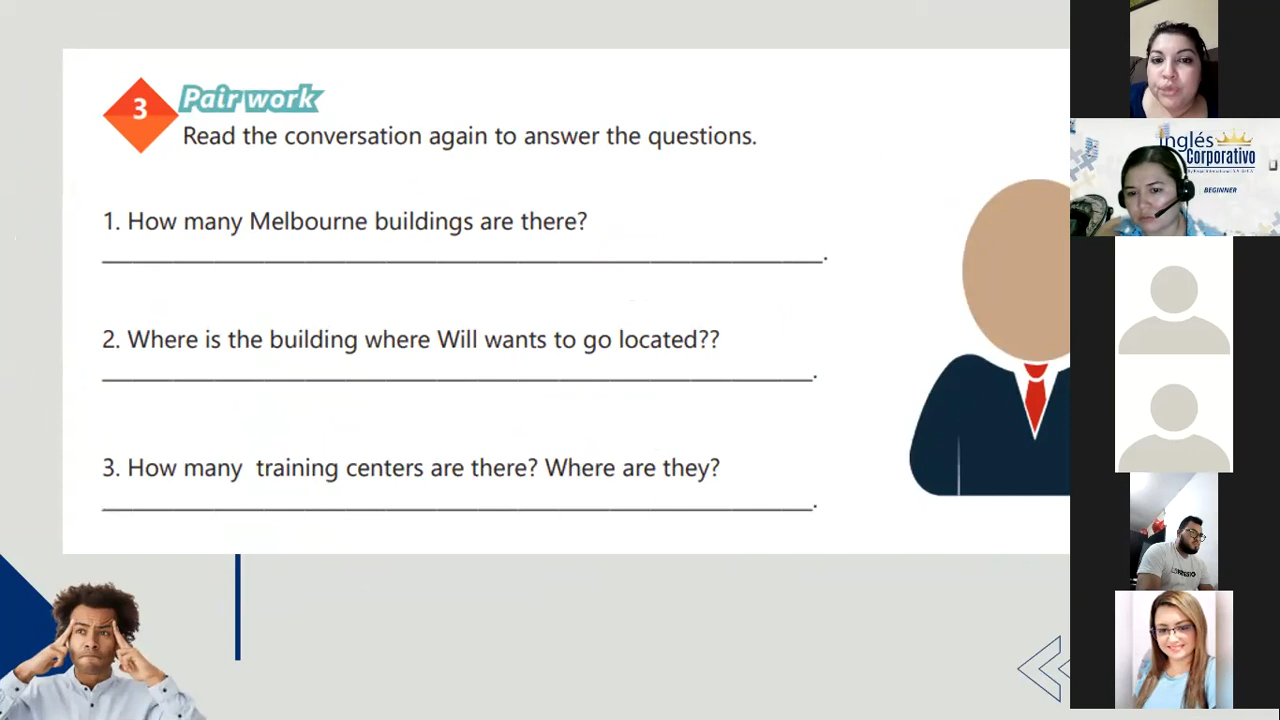 3
Pair work
Read the conversation again to answer the questions.
1. How many Melbourne buildings are there?
2. Where is the building where Will wants to go located??
3. How many  training centers are there? Where are they?
Inglés
Corporativo
BEGINNER